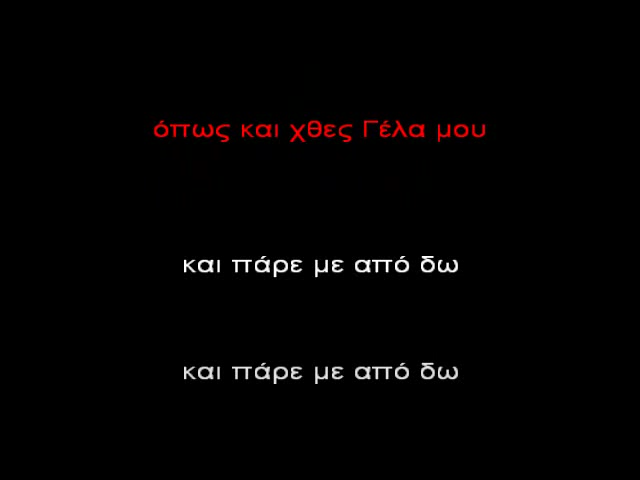 όπως και χθες Γέλα μου
και πάρε με από δω
και πάρε με από δω